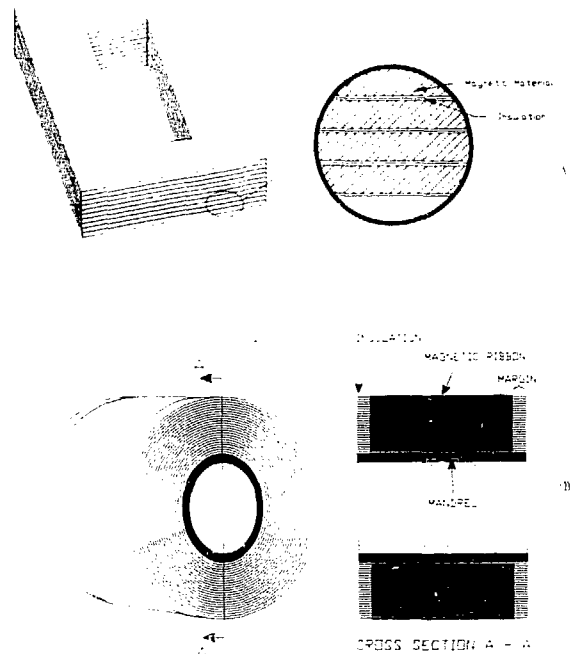 Magnetic Material
Insulation
INSULATION
MAGNETIC RIBBON
MARGIN
MANDREL
B
CROSS SECTION A - A